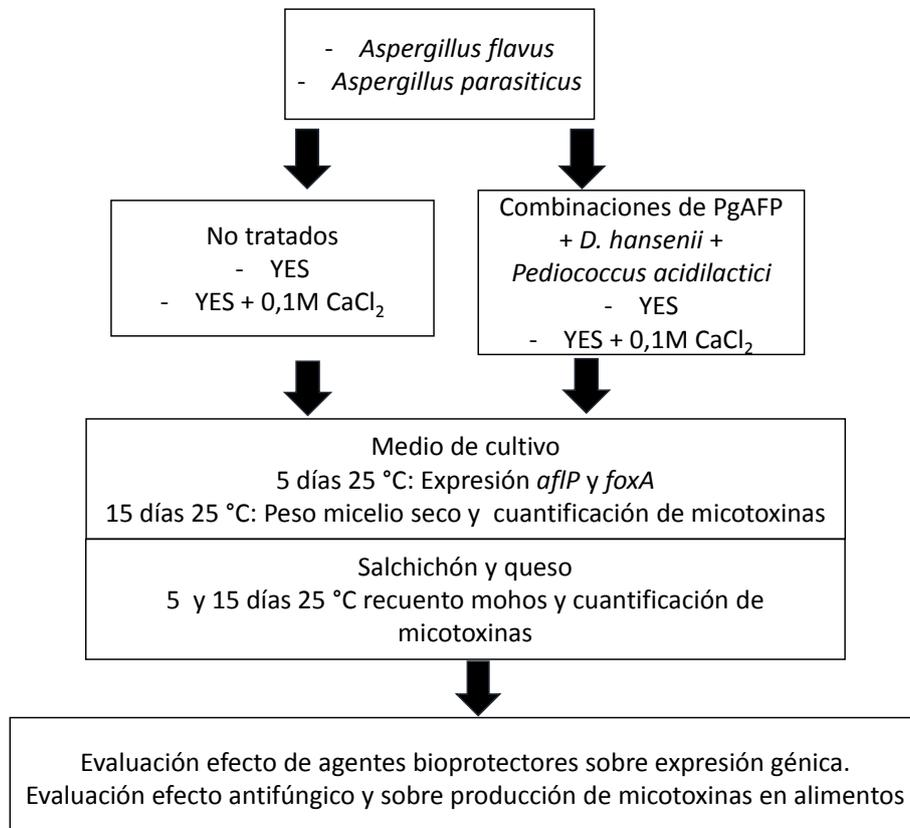 - Aspergillus flavus
- Aspergillus parasiticus
No tratados
- YES
- YES + 0,1M CaCl₂
Combinaciones de PgAFP
+ D. hansenii +
Pediococcus acidilactici
- YES
- YES + 0,1M CaCl₂
Medio de cultivo
5 días 25 °C: Expresión aflP y foxA
15 días 25 °C: Peso micelio seco y cuantificación de micotoxinas
Salchichón y queso
5 y 15 días 25 °C recuento mohos y cuantificación de
micotoxinas
Evaluación efecto de agentes bioprotectores sobre expresión génica.
Evaluación efecto antifúngico y sobre producción de micotoxinas en alimentos